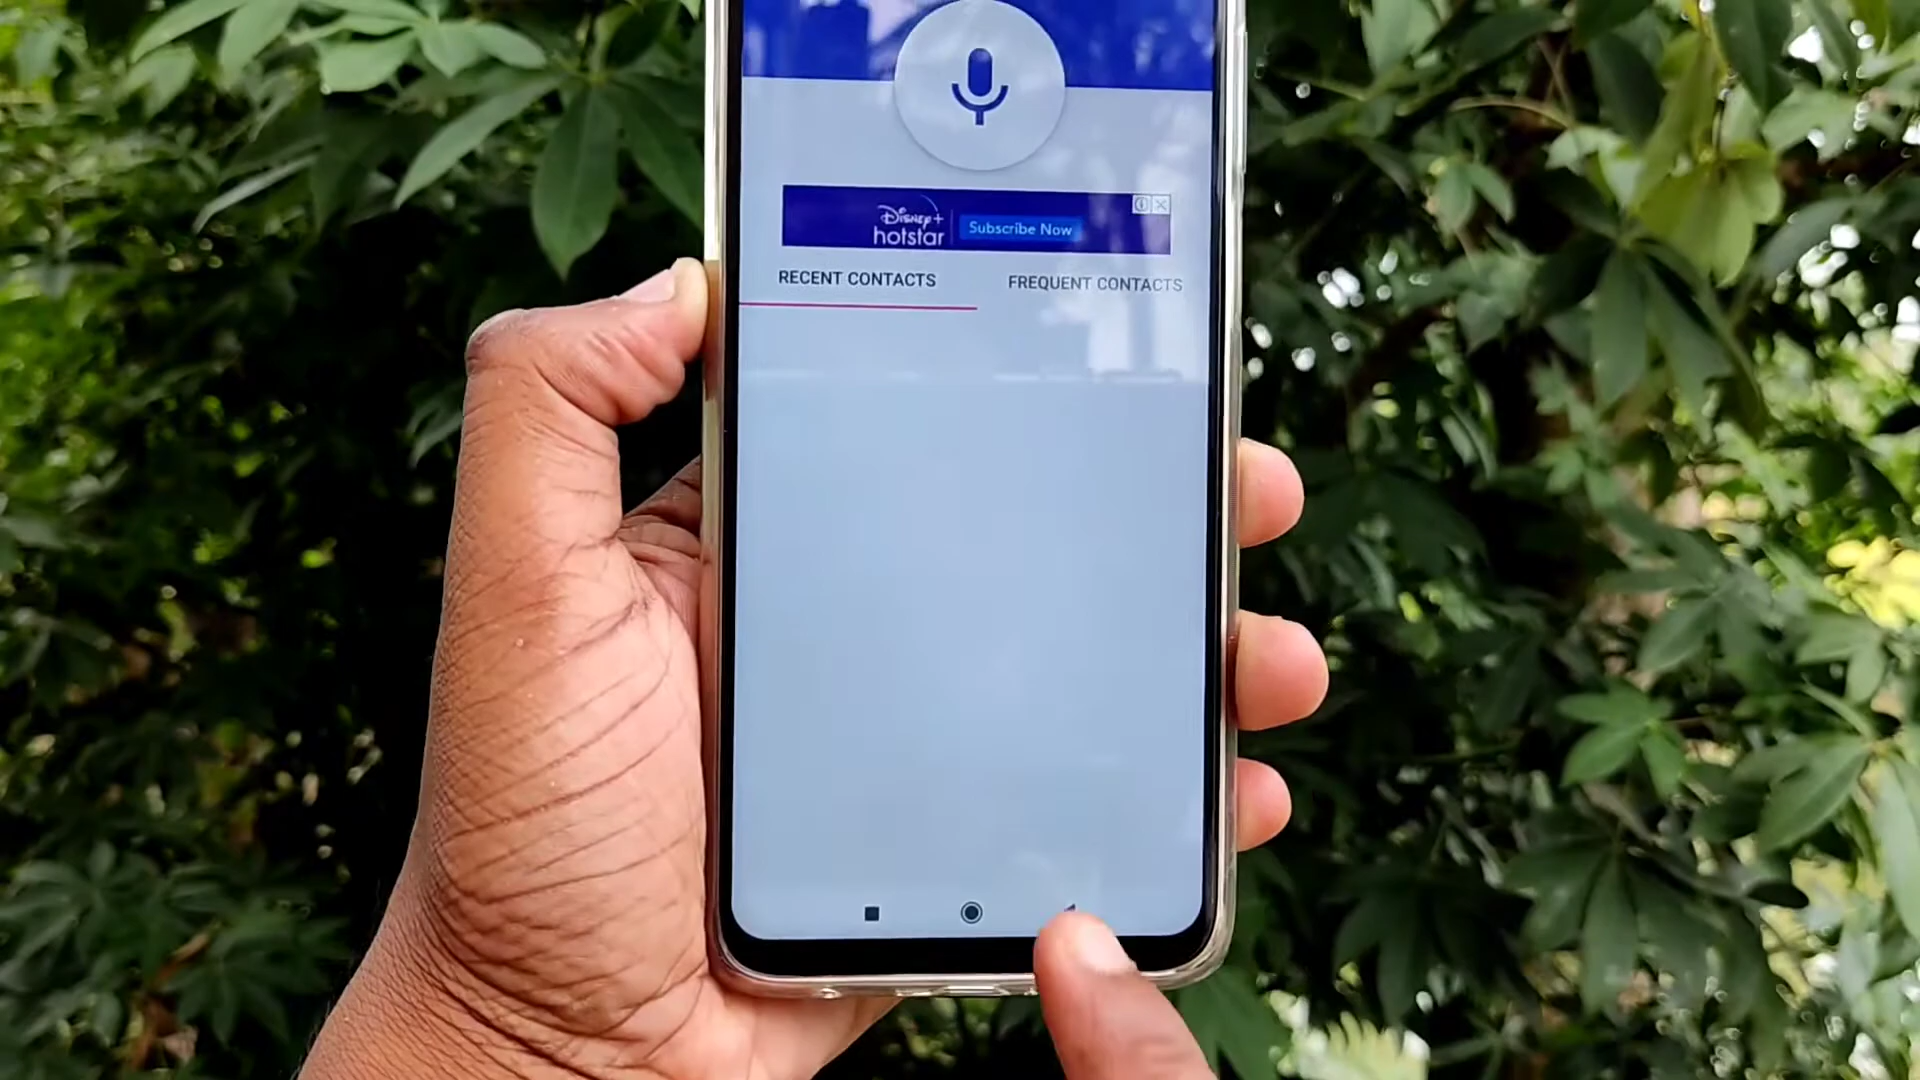 Disney+
hotstar
Subscribe Now
RECENT CONTACTS
FREQUENT CONTACTS